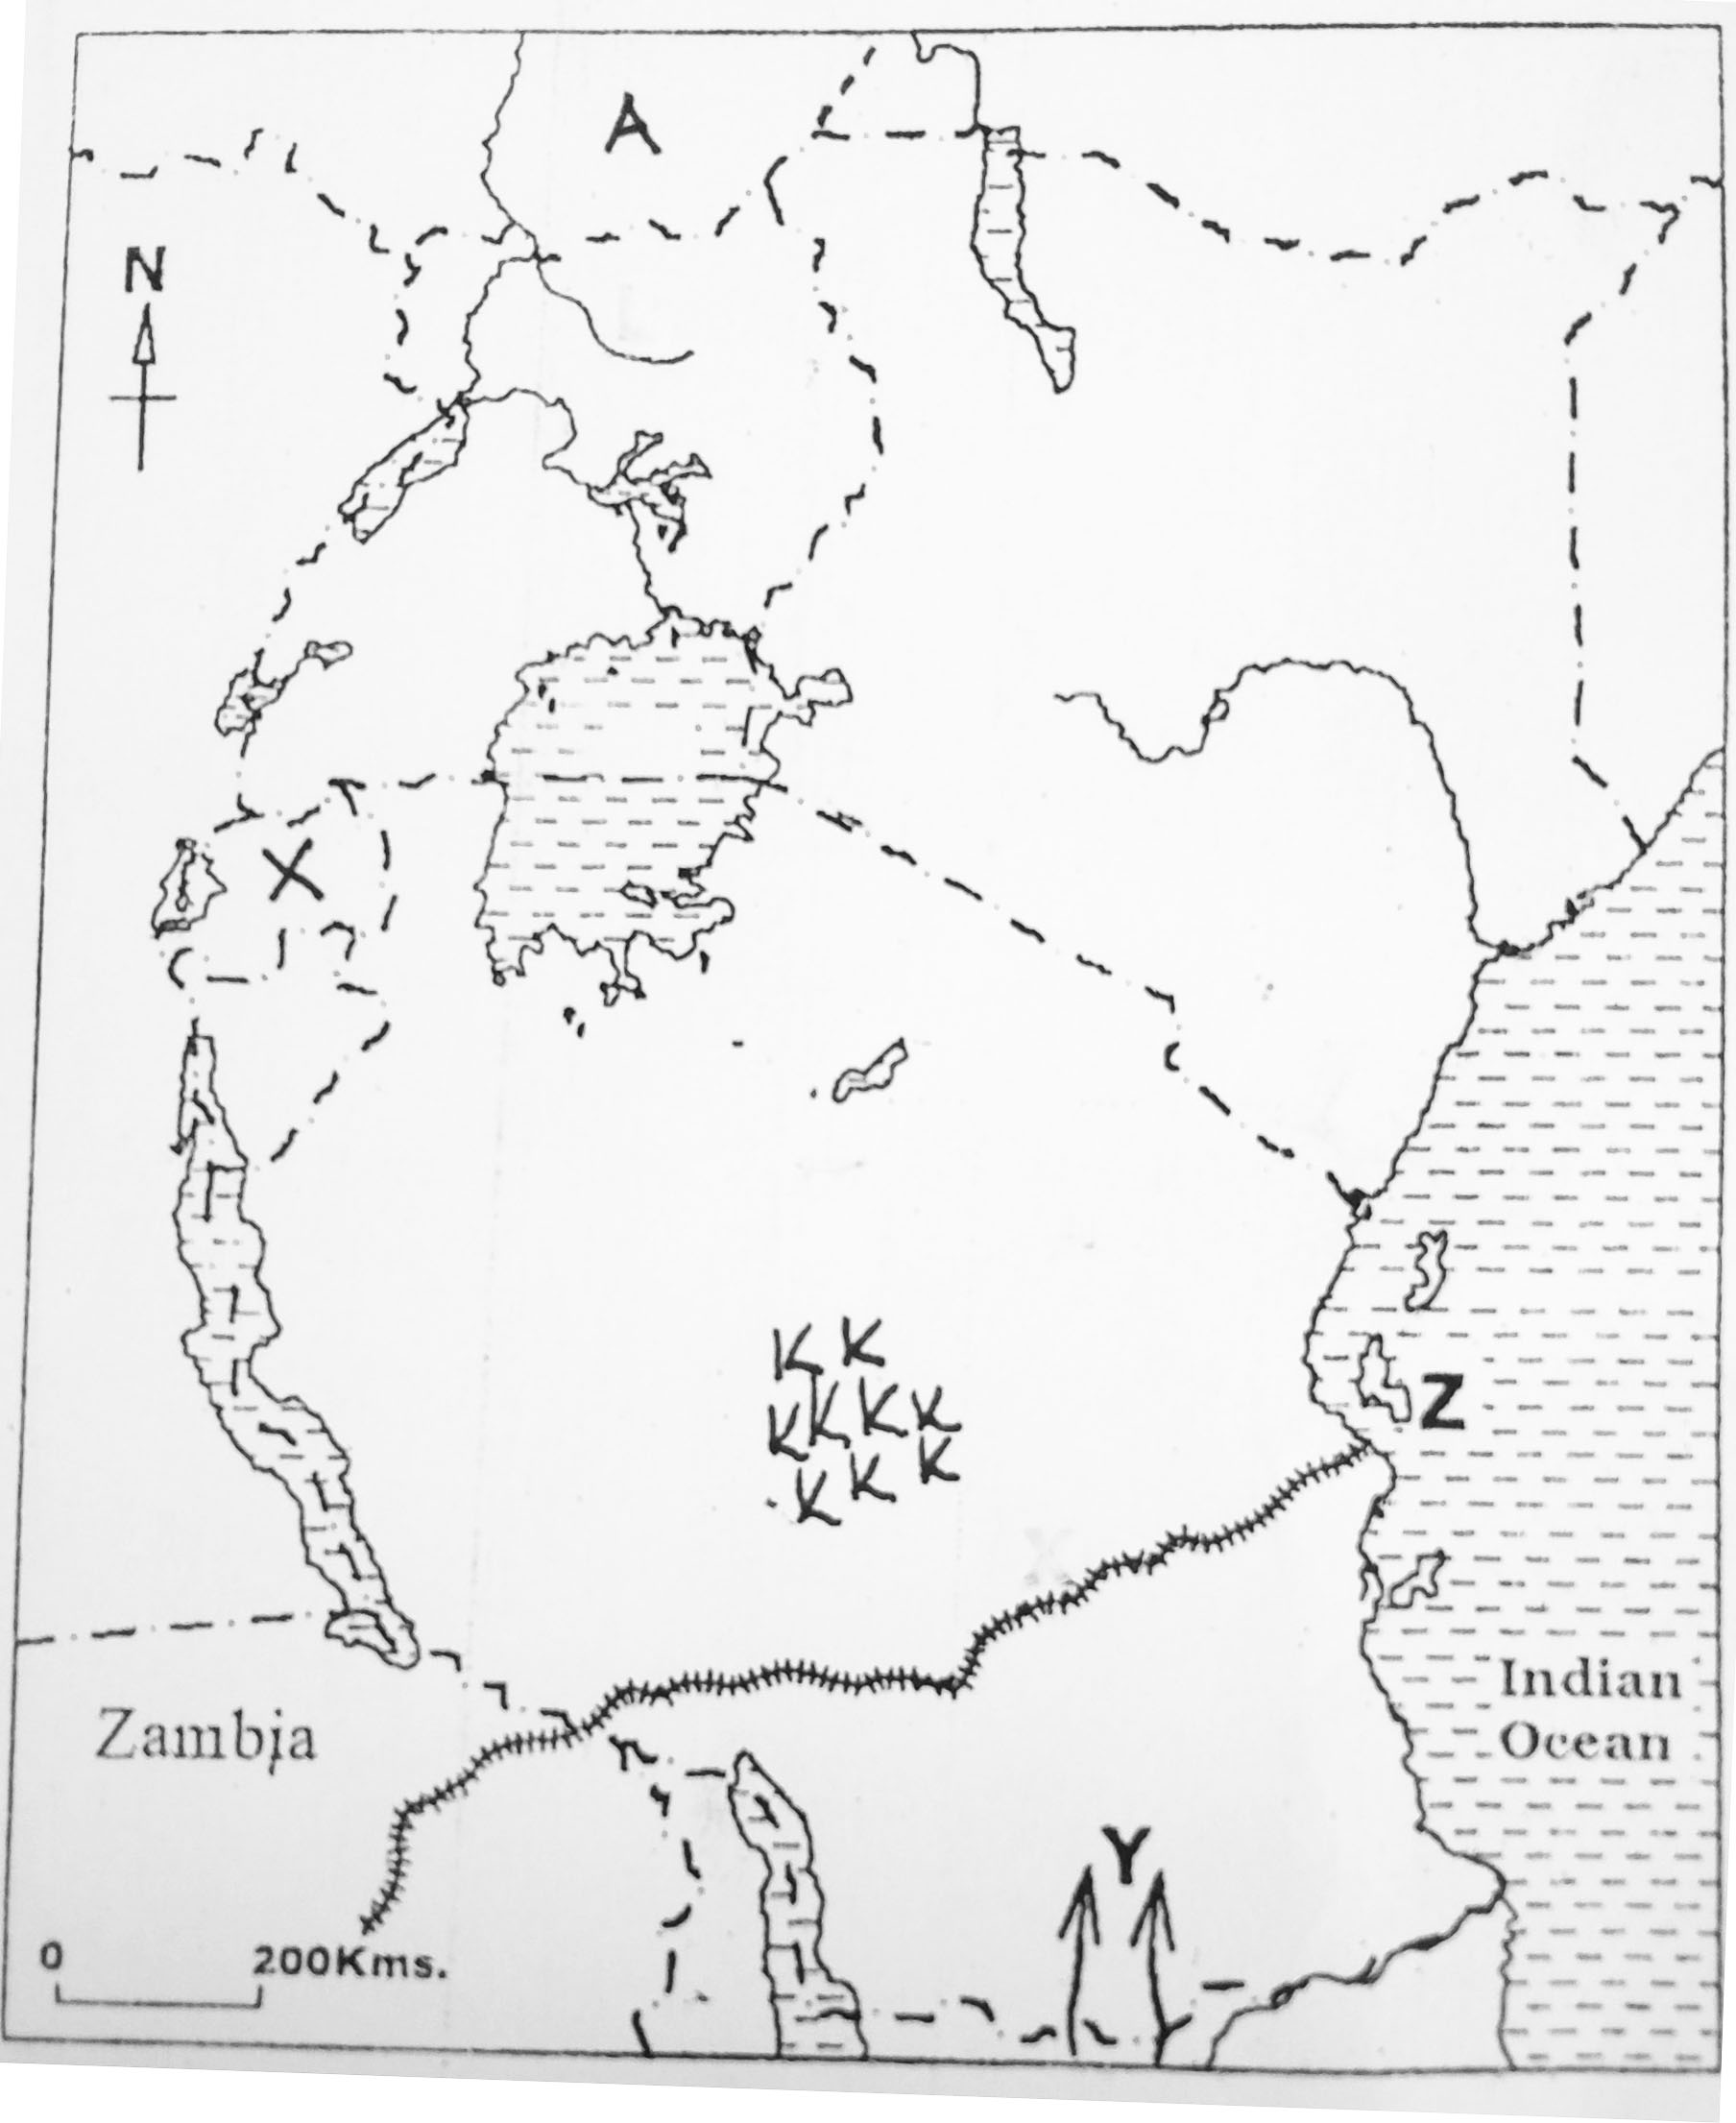 A
N
X
K K
K K K K
K K K
Z
Indian
Ocean
Zambia
Y
0 200Kms.